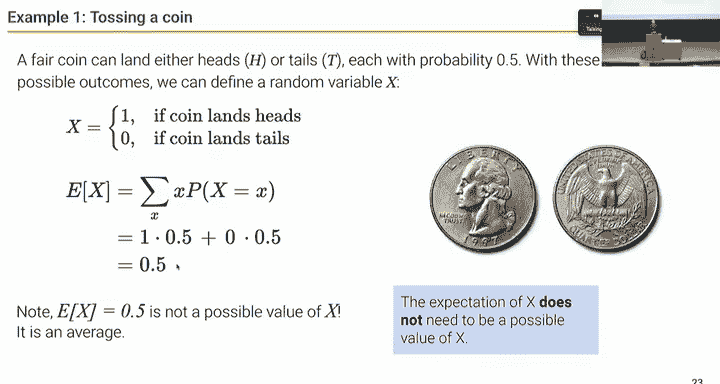 Example 1: Tossing a coin
A fair coin can land either heads (H) or tails (T), each with probability 0.5. With these
possible outcomes, we can define a random variable X:
X = { 1, if coin lands heads
0, if coin lands tails
E[X] = ∑ₓ xP(X = x)
= 1 · 0.5 + 0 · 0.5
= 0.5
LIBERTY
1997
QUARTER DOLLAR
Note, E[X] = 0.5 is not a possible value of X!
It is an average.
The expectation of X does
not need to be a possible
value of X.
23